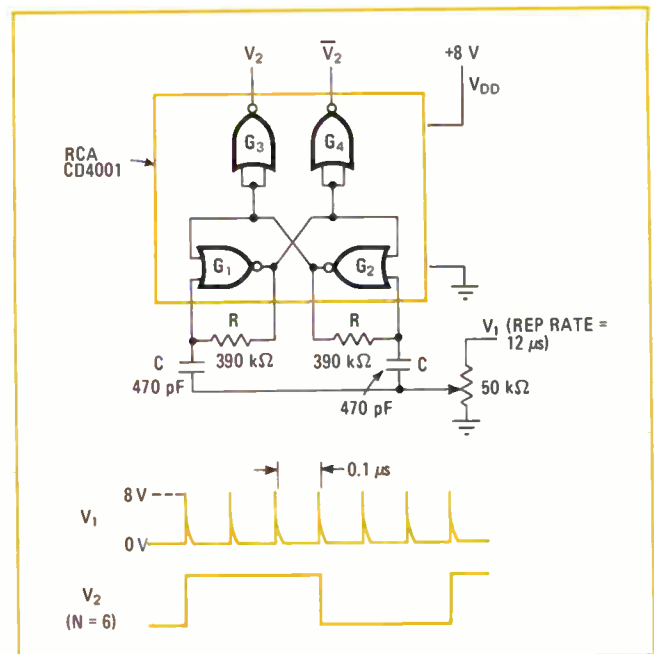 V₂ V̅₂ +8 V
V_DD
RCA
CD4001
G₃ G₄
G₁ G₂
R R
390 kΩ 390 kΩ
C C
470 pF 470 pF
V₁ (REP RATE =
12 μs)
50 kΩ
0.1 μs
8 V
V₁
0 V
V₂
(N = 6)